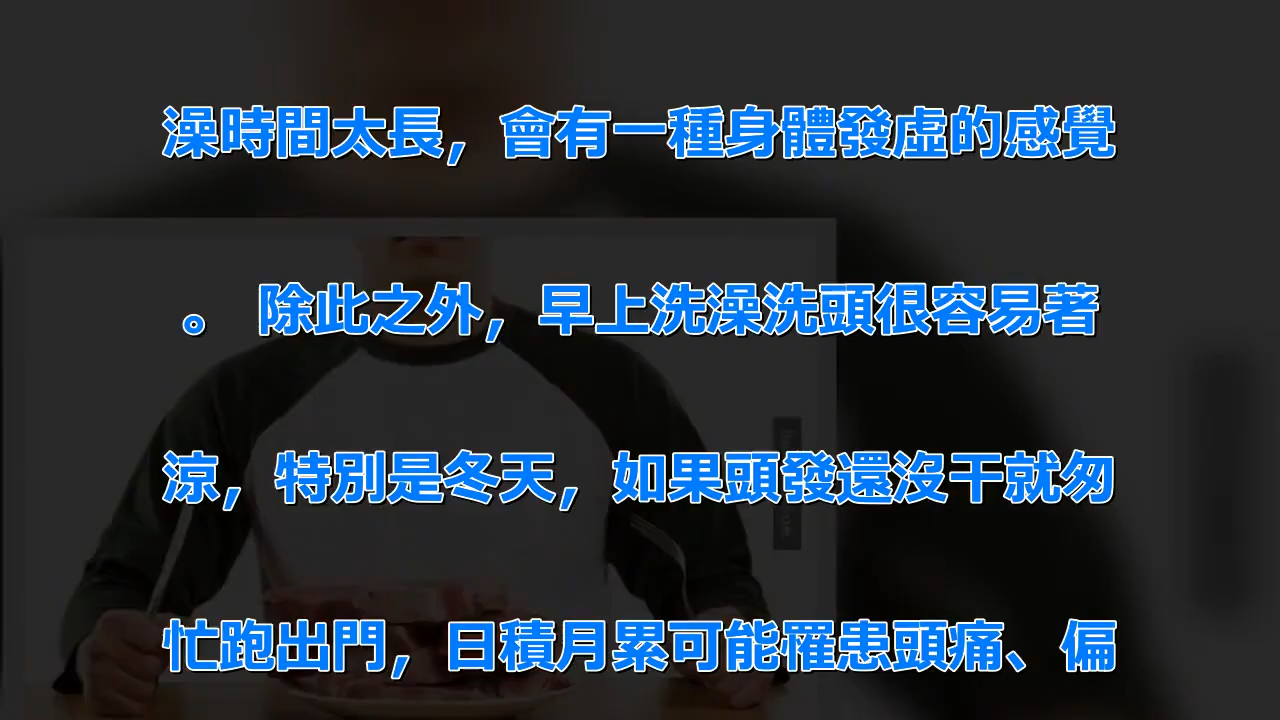 澡時間太長，會有一種身體發虛的感覺
。 除此之外，早上洗澡洗頭很容易著
涼，特別是冬天，如果頭發還沒干就匆
忙跑出門，日積月累可能罹患頭痛、偏